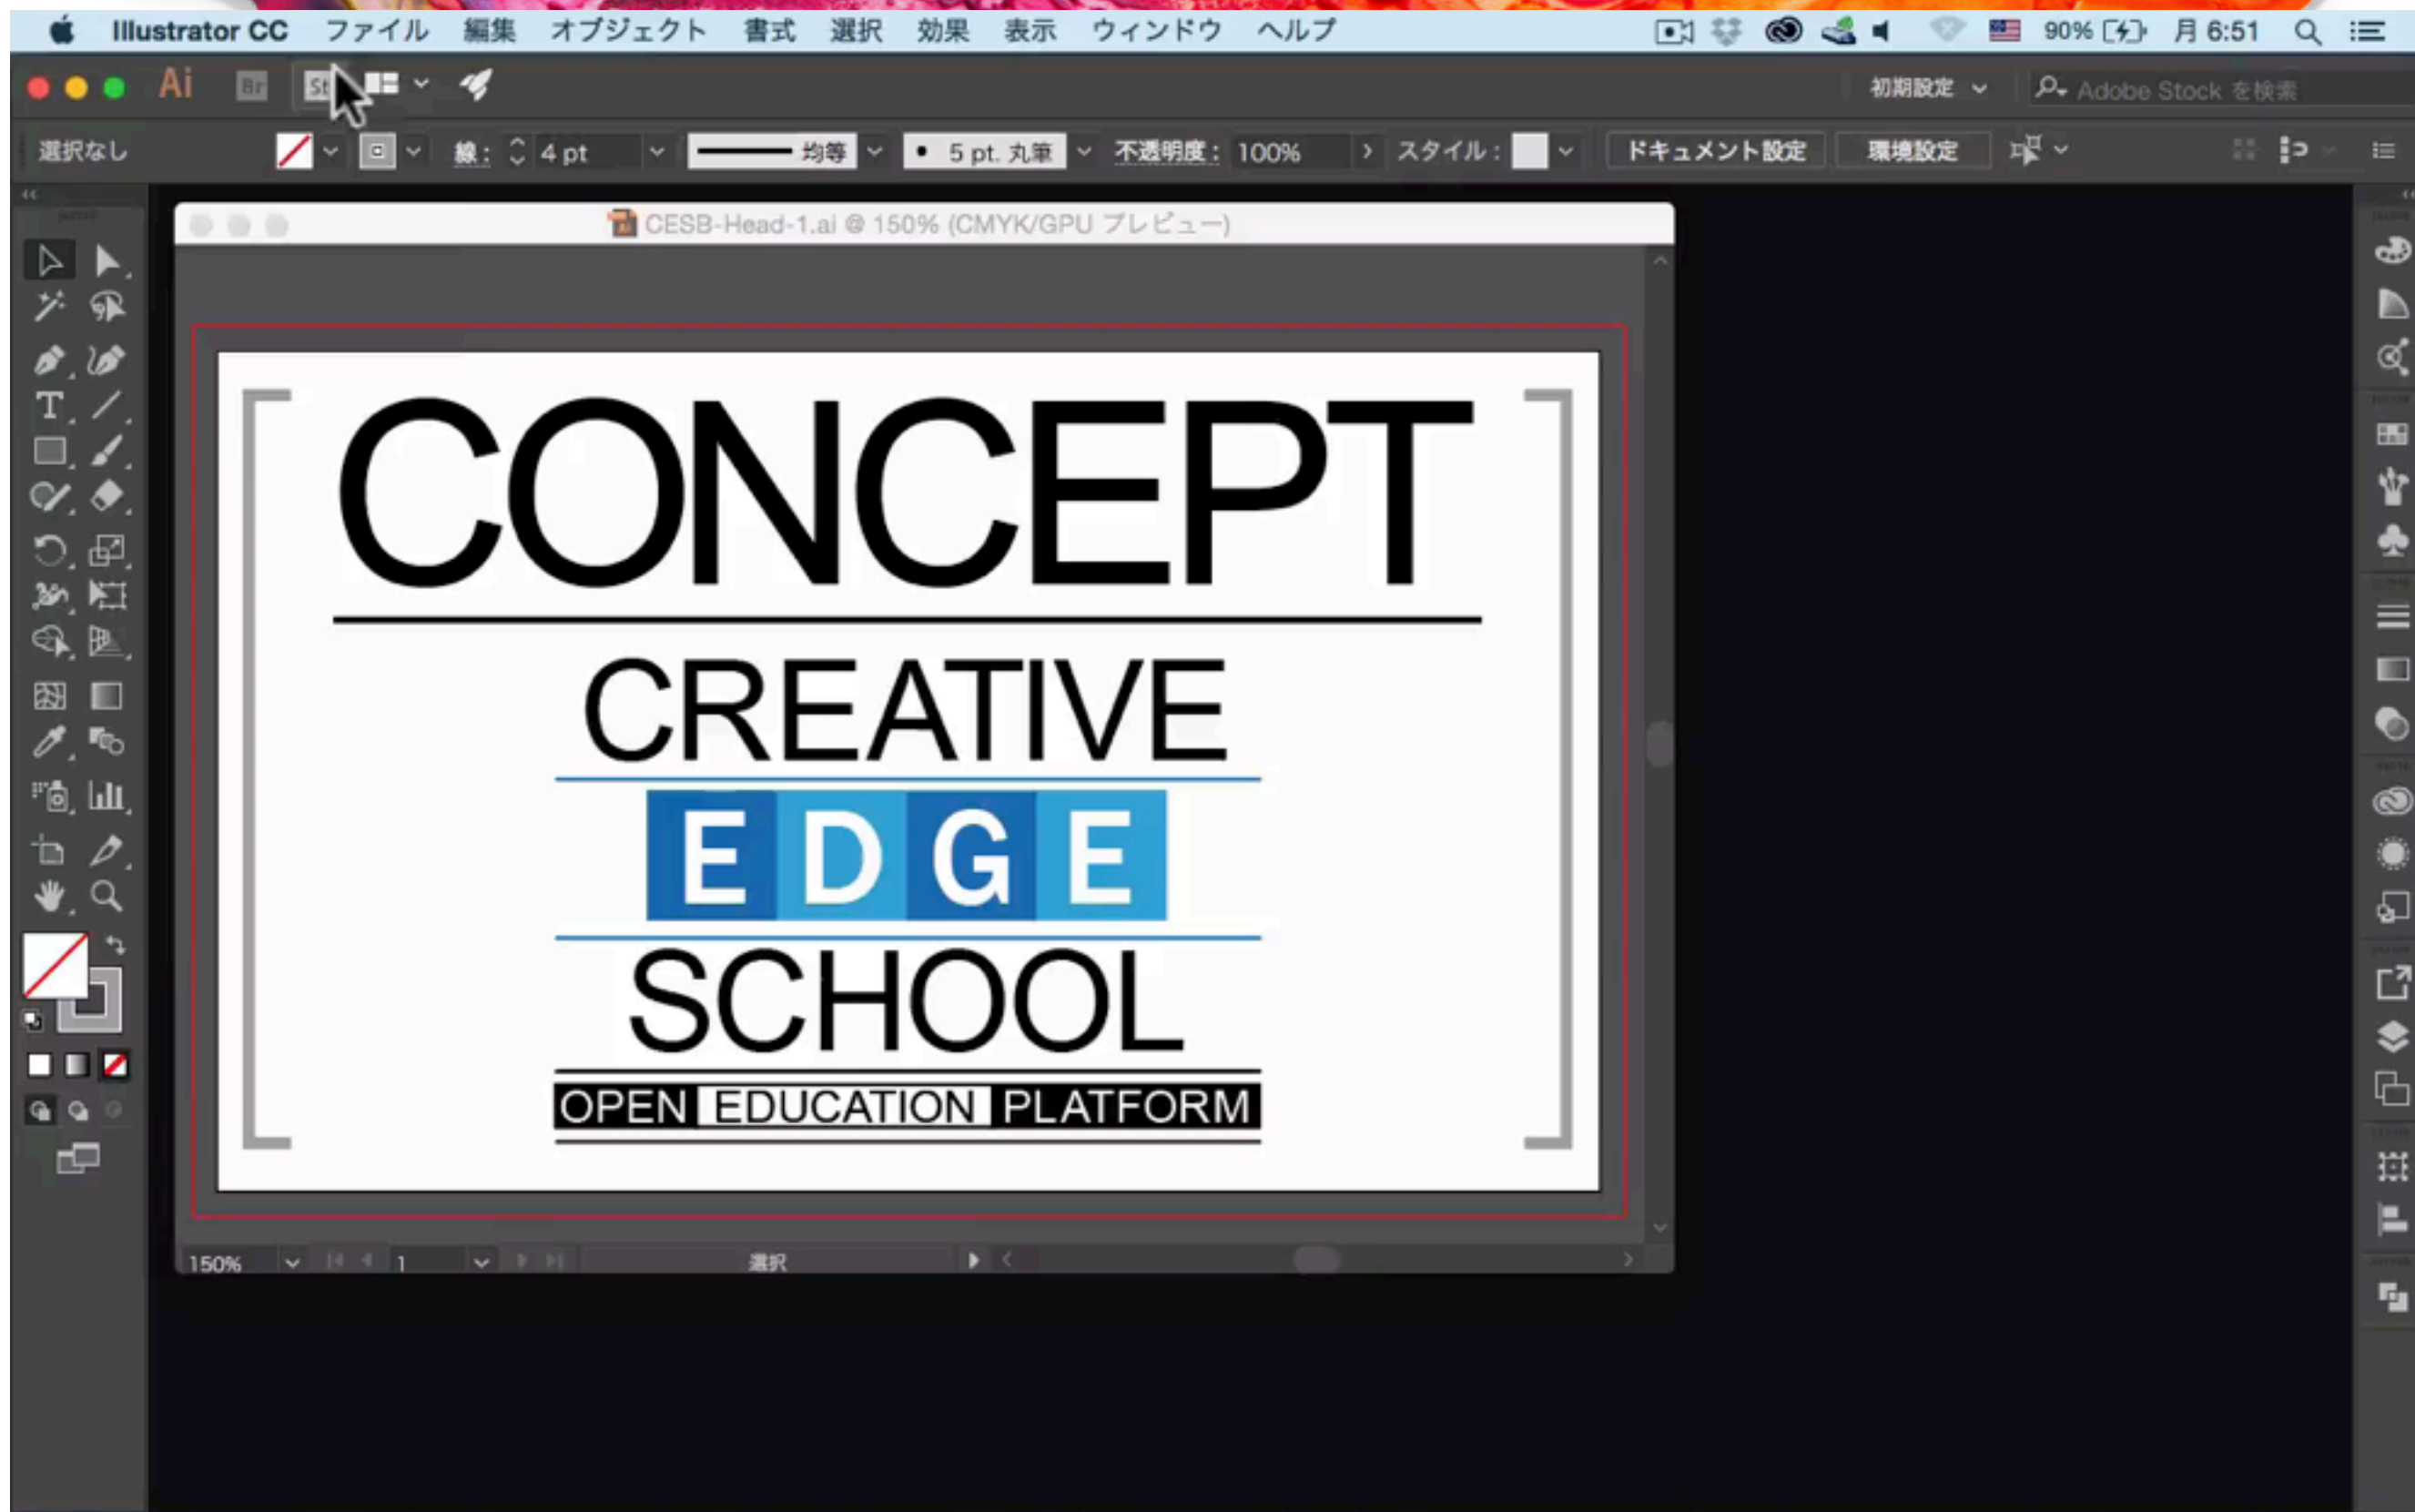 Illustrator CC ファイル 編集 オブジェクト 書式 選択 効果 表示 ウィンドウ ヘルプ 90% 月 6:51
Ai Br St 初期設定 Adobe Stock を検索
選択なし 線: 4 pt 均等 5 pt. 丸筆 不透明度: 100% スタイル: ドキュメント設定 環境設定
CESB-Head-1.ai @ 150% (CMYK/GPU プレビュー)
CONCEPT
CREATIVE
EDGE
SCHOOL
OPEN EDUCATION PLATFORM
150% 1 選択